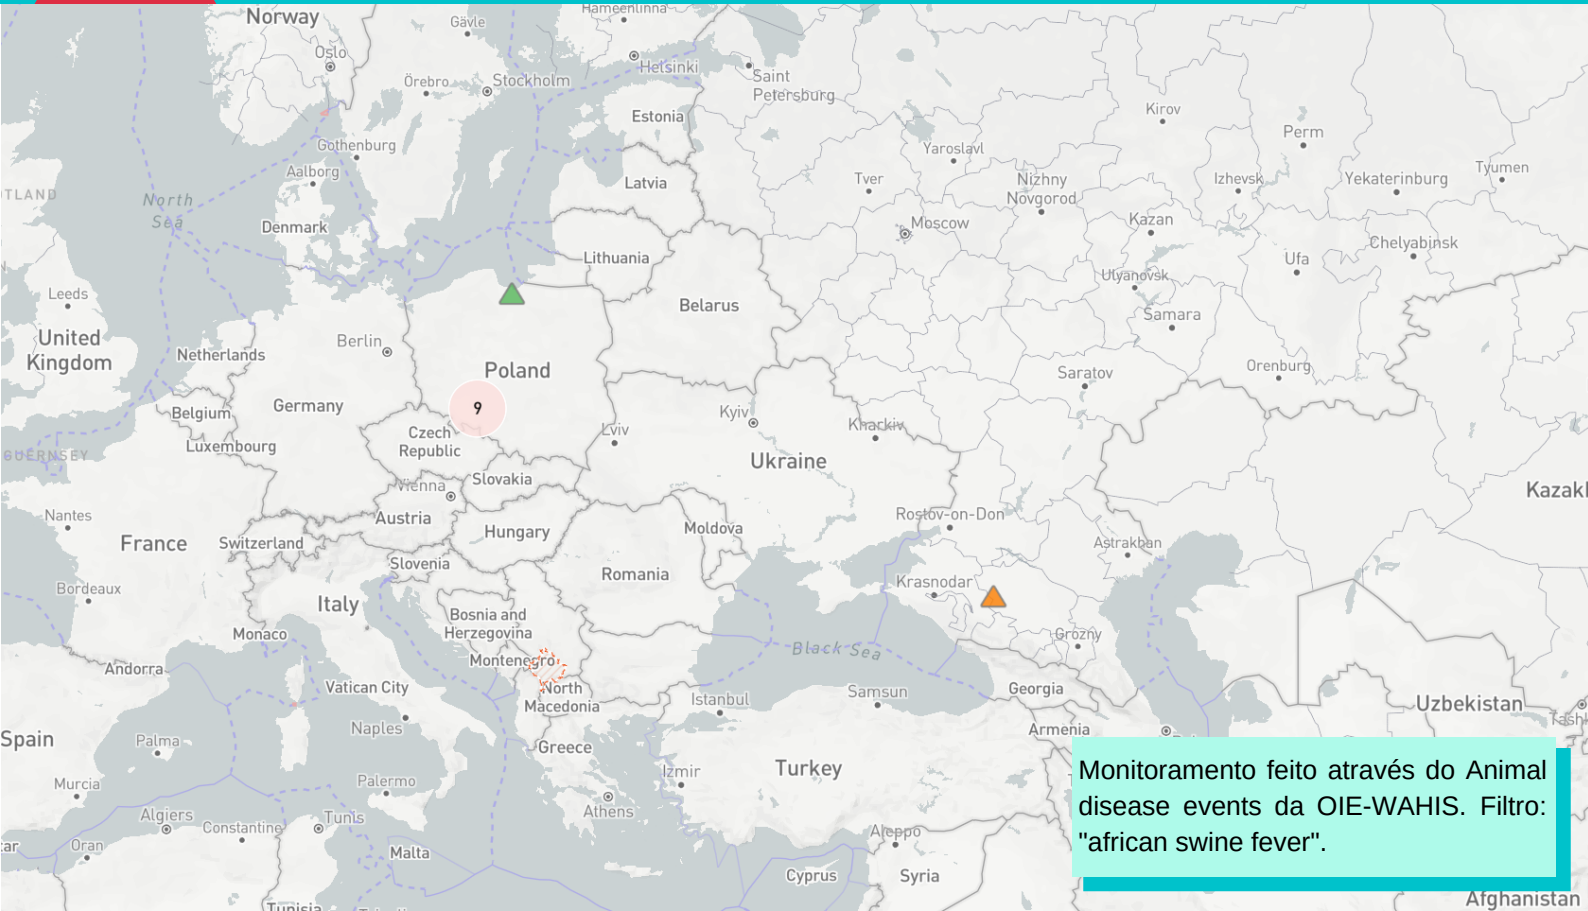 Norway
Hämeenlinna
Gävle
Oslo
Helsinki
Örebro
Stockholm
Saint
Petersburg
Estonia
Kirov
Perm
Gothenburg
Yaroslavl
Aalborg
Latvia
Tver
Nizhny
Novgorod
Izhevsk
Yekaterinburg
Tyumen
North
Sea
Denmark
Moscow
Kazan
Chelyabinsk
Lithuania
Ufa
Ulyanovsk
Leeds
Belarus
Samara
United
Kingdom
Berlin
Netherlands
Poland
Saratov
Orenburg
Belgium
Germany
9
Kyiv
Kharkiv
Czech
Republic
Lviv
Luxembourg
GUERNSEY
Ukraine
Slovakia
Vienna
Nantes
Austria
Rostov-on-Don
France
Switzerland
Hungary
Moldova
Astrakhan
Slovenia
Romania
Krasnodar
Bordeaux
Italy
Bosnia and
Herzegovina
Monaco
Grozny
Black Sea
Andorra
Montenegro
Vatican City
North
Macedonia
Istanbul
Samsun
Georgia
Uzbekistan
Naples
Armenia
Spain
Palma
Greece
Izmir
Turkey
Murcia
Palermo
Athens
Algiers
Constantine
Tunis
Aleppo
Oran
Malta
Cyprus
Syria
Afghanistan
Tunisia
Monitoramento feito através do Animal
disease events da OIE-WAHIS. Filtro:
"african swine fever".